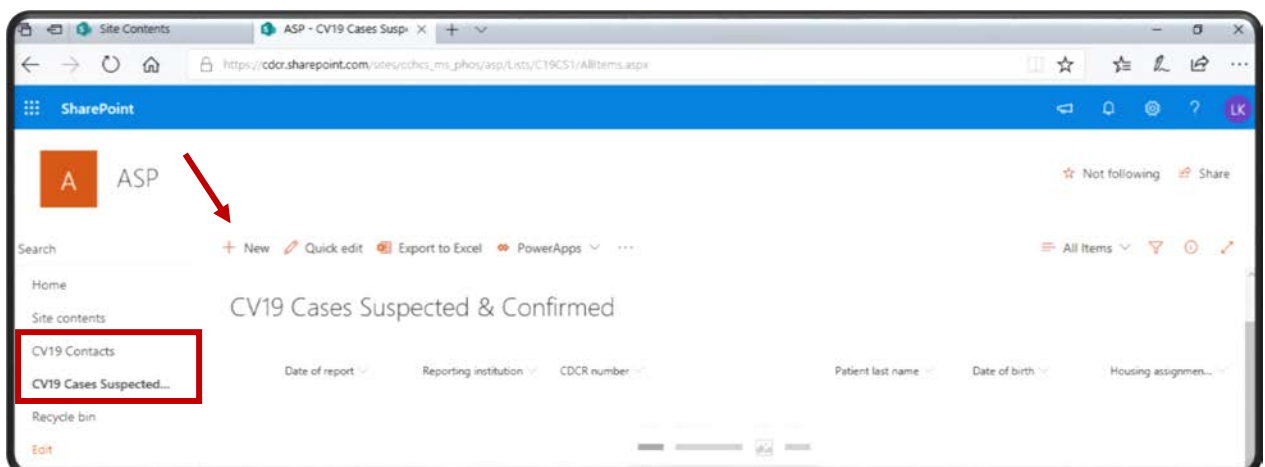 Site Contents ASP - CV19 Cases Susp
https://cdcr.sharepoint.com/sites/cchcs_ms_phos/asp/Lists/C19CS1/AllItems.aspx
SharePoint ? LK
A ASP Not following Share
Search + New Quick edit Export to Excel PowerApps ... All Items
Home
CV19 Cases Suspected & Confirmed
Site contents
CV19 Contacts
Date of report Reporting institution CDCR number Patient last name Date of birth Housing assignmen...
CV19 Cases Suspected...
Recycle bin
Edit